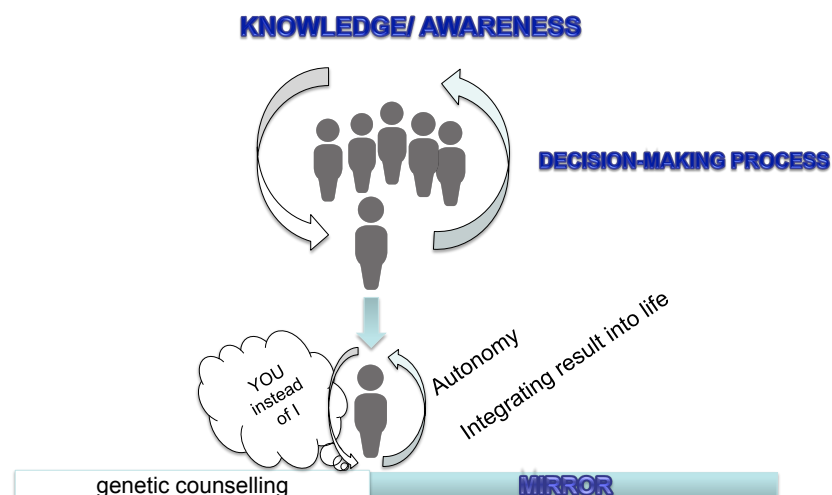 KNOWLEDGE/ AWARENESS
DECISION-MAKING PROCESS
YOU
instead
of I
Autonomy
Integrating result into life
genetic counselling
MIRROR